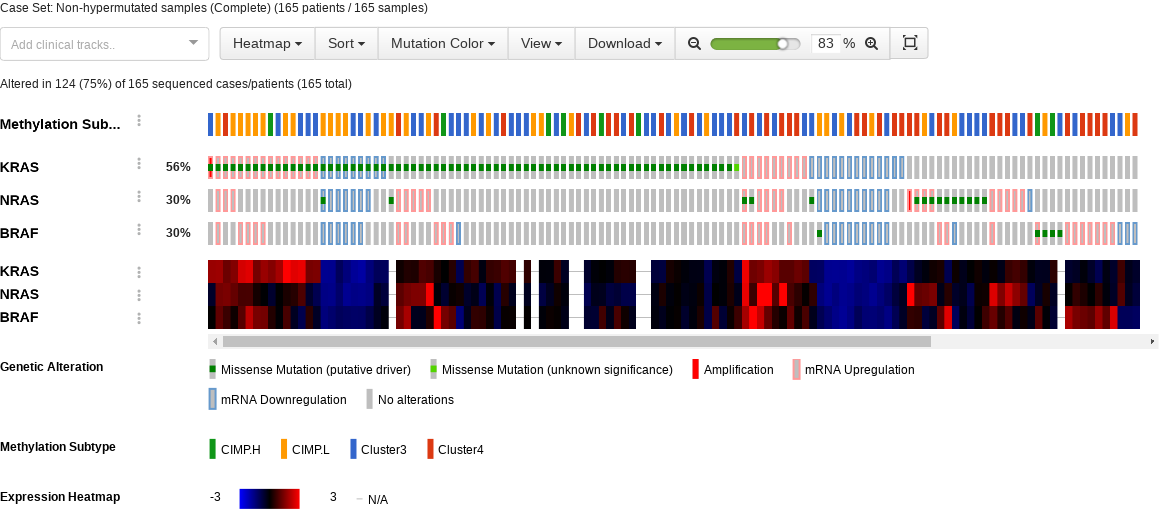 Case Set: Non-hypermutated samples (Complete) (165 patients / 165 samples)
Add clinical tracks.. Heatmap Sort Mutation Color View Download 83 %
Altered in 124 (75%) of 165 sequenced cases/patients (165 total)
Methylation Sub...
KRAS 56%
NRAS 30%
BRAF 30%
KRAS
NRAS
BRAF
Genetic Alteration Missense Mutation (putative driver) Missense Mutation (unknown significance) Amplification mRNA Upregulation
mRNA Downregulation No alterations
Methylation Subtype CIMP.H CIMP.L Cluster3 Cluster4
Expression Heatmap -3 3 N/A